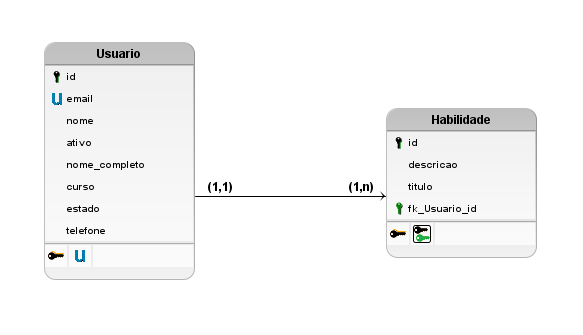 Usuario
id
U email
nome
ativo
nome_completo
curso
estado
telefone
U
(1,1)
(1,n)
Habilidade
id
descricao
titulo
fk_Usuario_id